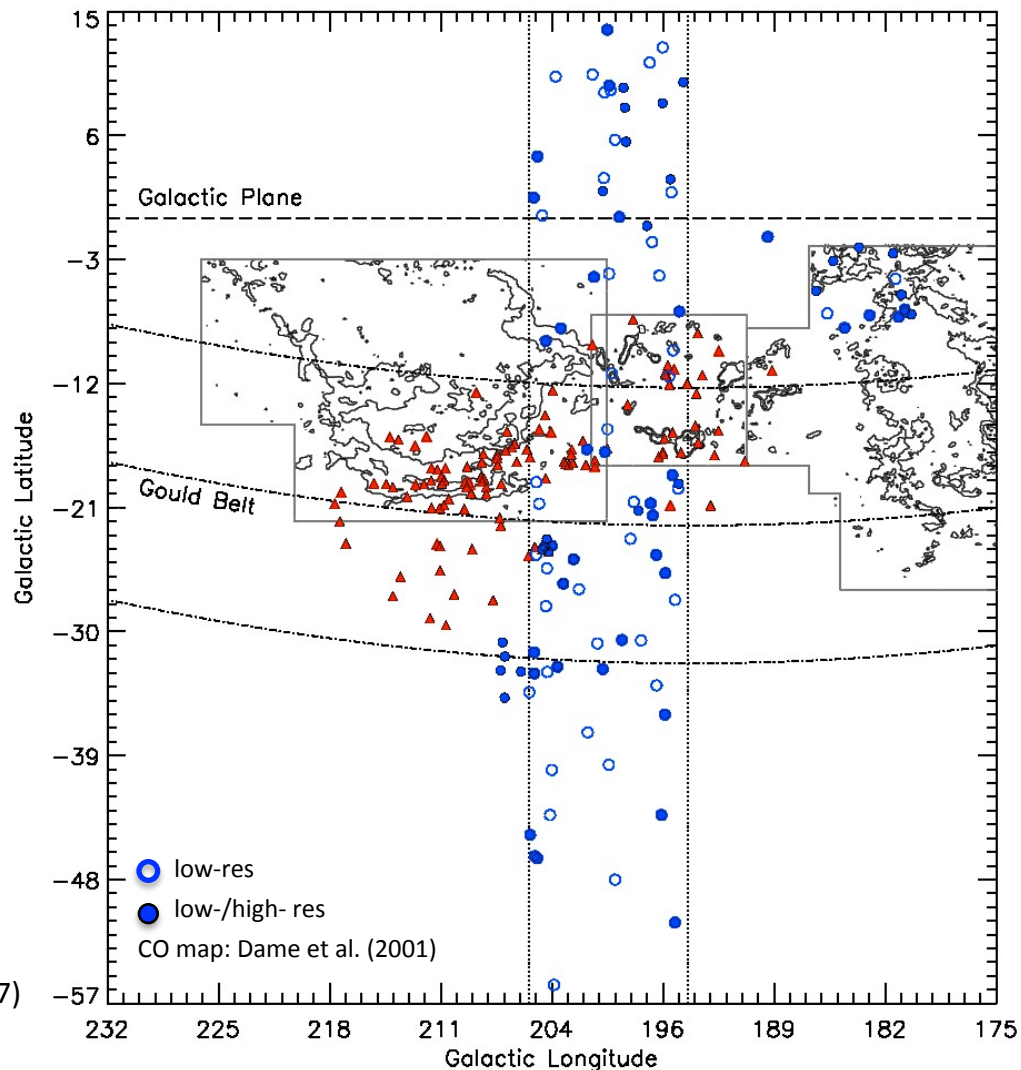 15
6
Galactic Plane
-3
-12
Gould Belt
-21
Galactic Latitude
-30
-39
low-res
-48
low-/high- res
CO map: Dame et al. (2001)
7)
-57
232 225 218 211 204 196 189 182 175
Galactic Longitude